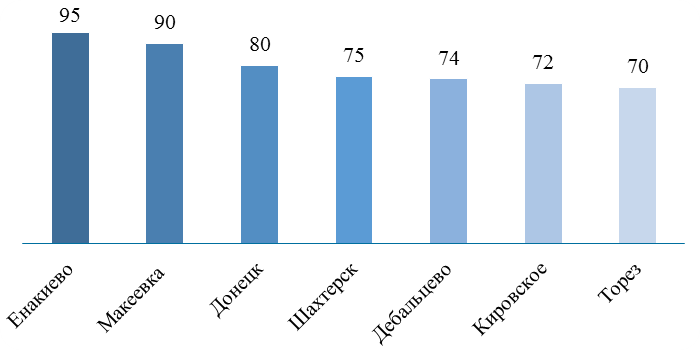 95
90
80
75
74
72
70
Енакиево
Макеевка
Донецк
Шахтерск
Дебальцево
Кировское
Торез